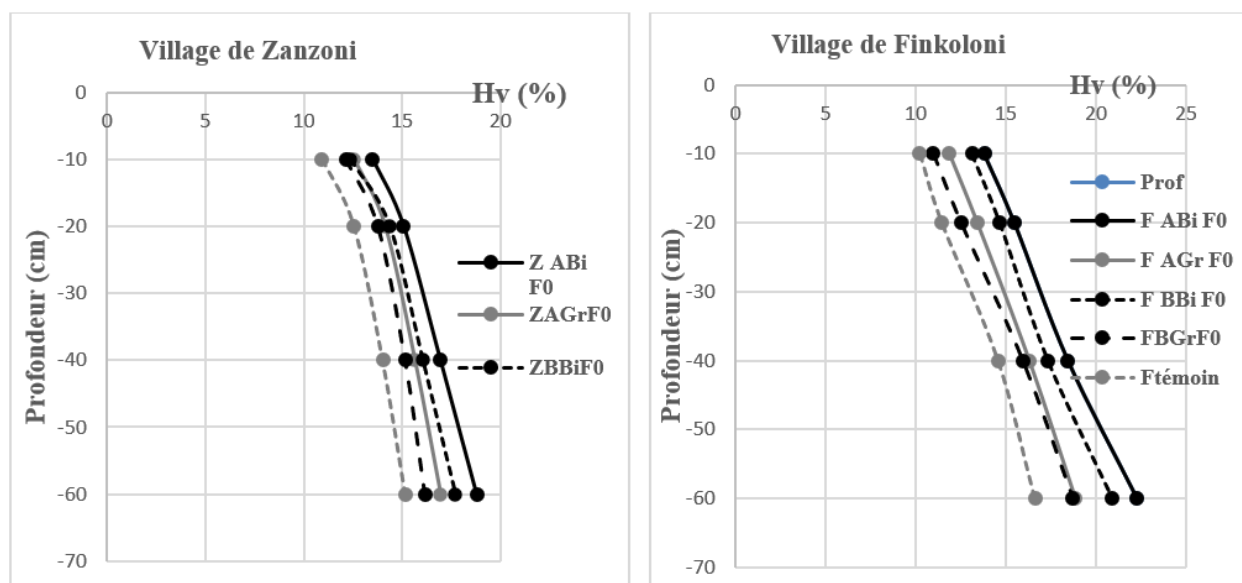 Village de Zanzoni
Hv (%)
0
5
10
15
20
0
-10
-20
-30
-40
-50
-60
-70
Profondeur (cm)
Z ABi
F0
ZAGrF0
ZBBiF0
Village de Finkoloni
Hv (%)
0
5
10
15
20
25
0
-10
-20
-30
-40
-50
-60
-70
Profondeur (cm)
Prof
F ABi F0
F AGr F0
F BBi F0
FBGrF0
Ftémoin